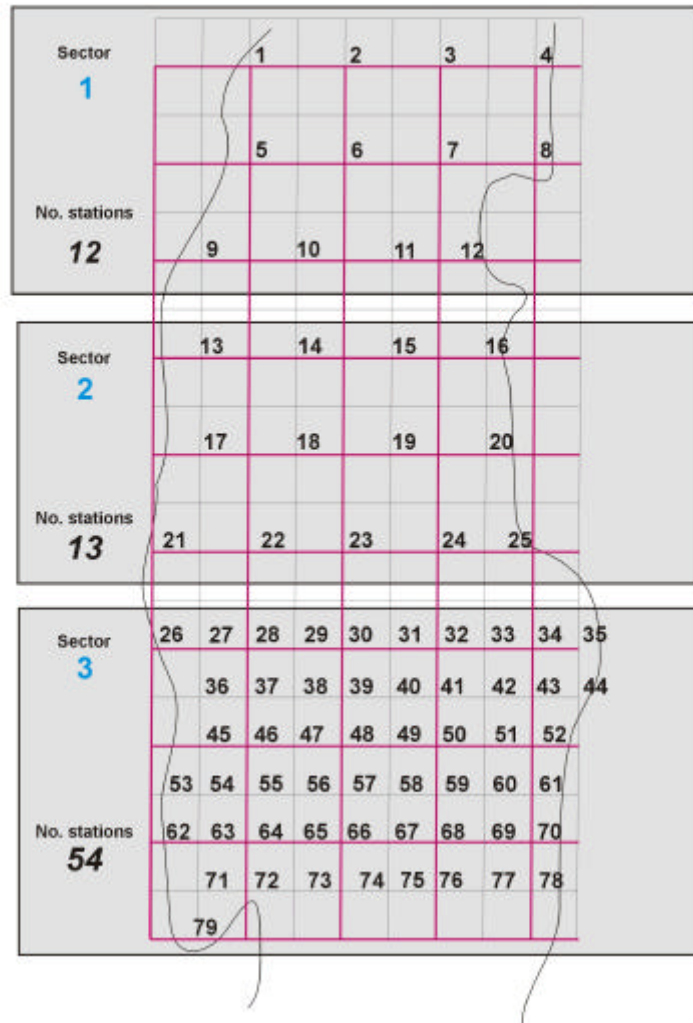 Sector
1
1 2 3 4
5 6 7 8
No. stations
12
9 10 11 12
Sector
2
13 14 15 16
17 18 19 20
No. stations
13
21 22 23 24 25
Sector
3
26 27 28 29 30 31 32 33 34 35
36 37 38 39 40 41 42 43 44
45 46 47 48 49 50 51 52
53 54 55 56 57 58 59 60 61
No. stations
54
62 63 64 65 66 67 68 69 70
71 72 73 74 75 76 77 78
79